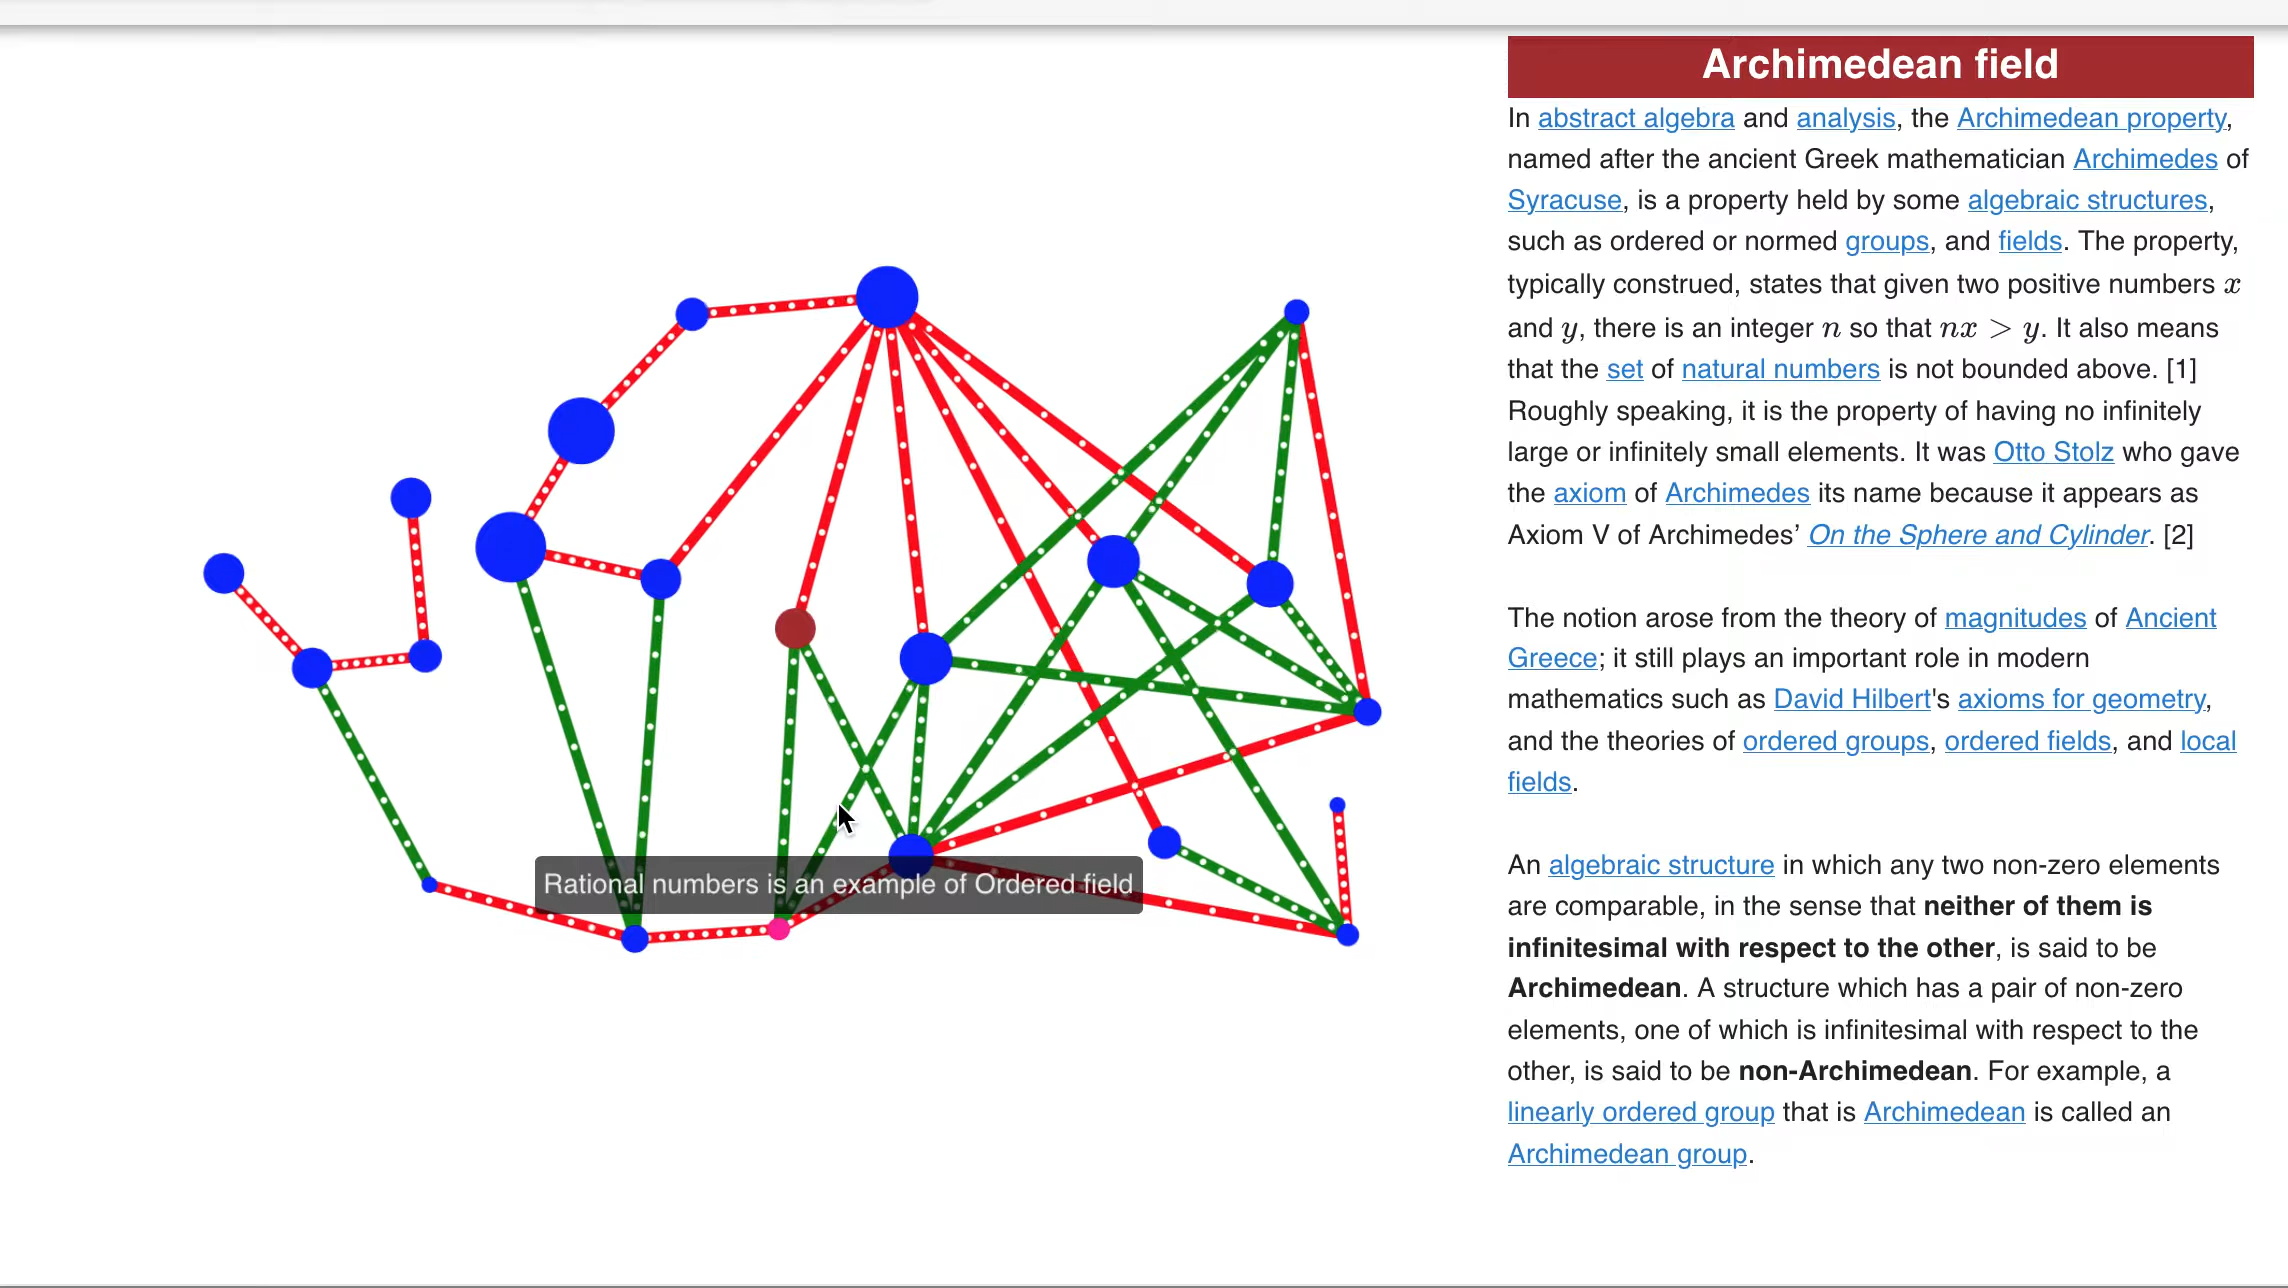 Archimedean field
In abstract algebra and analysis, the Archimedean property,
named after the ancient Greek mathematician Archimedes of
Syracuse, is a property held by some algebraic structures,
such as ordered or normed groups, and fields. The property,
typically construed, states that given two positive numbers x
and y, there is an integer n so that nx > y. It also means
that the set of natural numbers is not bounded above. [1]
Roughly speaking, it is the property of having no infinitely
large or infinitely small elements. It was Otto Stolz who gave
the axiom of Archimedes its name because it appears as
Axiom V of Archimedes’ On the Sphere and Cylinder. [2]
The notion arose from the theory of magnitudes of Ancient
Greece; it still plays an important role in modern
mathematics such as David Hilbert's axioms for geometry,
and the theories of ordered groups, ordered fields, and local
fields.
An algebraic structure in which any two non-zero elements
are comparable, in the sense that neither of them is
infinitesimal with respect to the other, is said to be
Archimedean. A structure which has a pair of non-zero
elements, one of which is infinitesimal with respect to the
other, is said to be non-Archimedean. For example, a
linearly ordered group that is Archimedean is called an
Archimedean group.
Rational numbers is an example of Ordered field